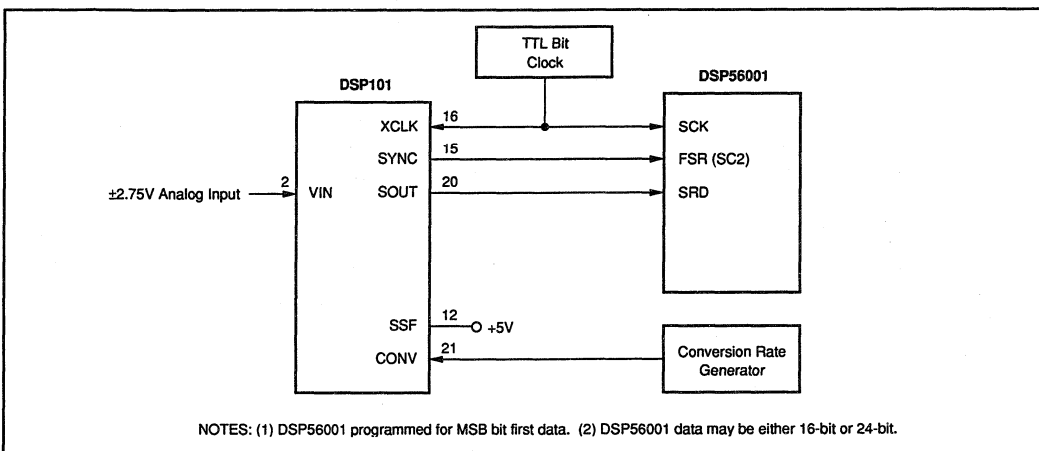 TTL Bit
Clock
DSP101
DSP56001
XCLK
16
SCK
SYNC
15
FSR (SC2)
±2.75V Analog Input
2
VIN
SOUT
20
SRD
SSF
12
+5V
CONV
21
Conversion Rate
Generator
NOTES: (1) DSP56001 programmed for MSB bit first data. (2) DSP56001 data may be either 16-bit or 24-bit.